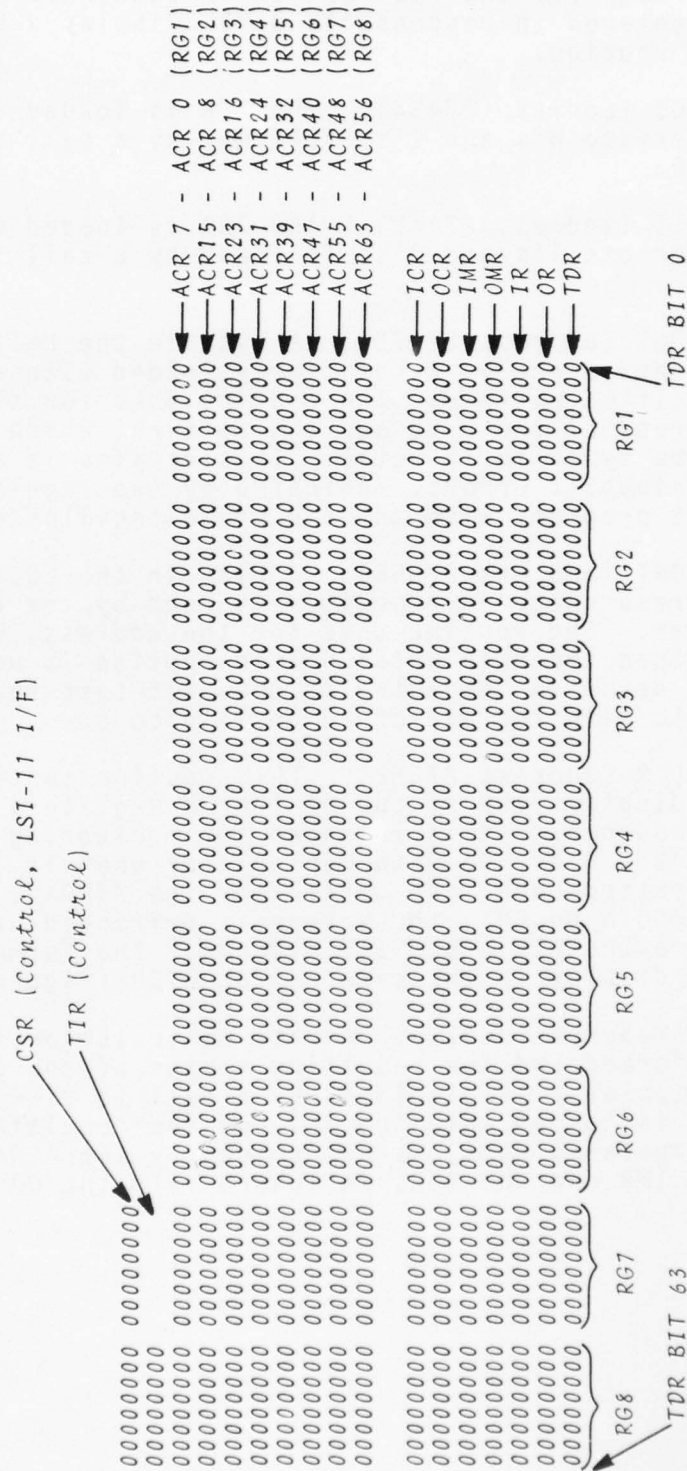 CSR (Control, LSI-11 I/F)
TIR (Control)
00000000 00000000
00000000
00000000 00000000 00000000 00000000 00000000 00000000 00000000 00000000 ACR 7 - ACR 0 (RG1)
00000000 00000000 00000000 00000000 00000000 00000000 00000000 00000000 ACR15 - ACR 8 (RG2)
00000000 00000000 00000000 00000000 00000000 00000000 00000000 00000000 ACR23 - ACR16 (RG3)
00000000 00000000 00000000 00000000 00000000 00000000 00000000 00000000 ACR31 - ACR24 (RG4)
00000000 00000000 00000000 00000000 00000000 00000000 00000000 00000000 ACR39 - ACR32 (RG5)
00000000 00000000 00000000 00000000 00000000 00000000 00000000 00000000 ACR47 - ACR40 (RG6)
00000000 00000000 00000000 00000000 00000000 00000000 00000000 00000000 ACR55 - ACR48 (RG7)
00000000 00000000 00000000 00000000 00000000 00000000 00000000 00000000 ACR63 - ACR56 (RG8)
00000000 00000000 00000000 00000000 00000000 00000000 00000000 00000000 ICR
00000000 00000000 00000000 00000000 00000000 00000000 00000000 00000000 OCR
00000000 00000000 00000000 00000000 00000000 00000000 00000000 00000000 IMR
00000000 00000000 00000000 00000000 00000000 00000000 00000000 00000000 OMR
00000000 00000000 00000000 00000000 00000000 00000000 00000000 00000000 IR
00000000 00000000 00000000 00000000 00000000 00000000 00000000 00000000 OR
00000000 00000000 00000000 00000000 00000000 00000000 00000000 00000000 TDR
RG8 RG7 RG6 RG5 RG4 RG3 RG2 RG1
TDR BIT 63 TDR BIT 0